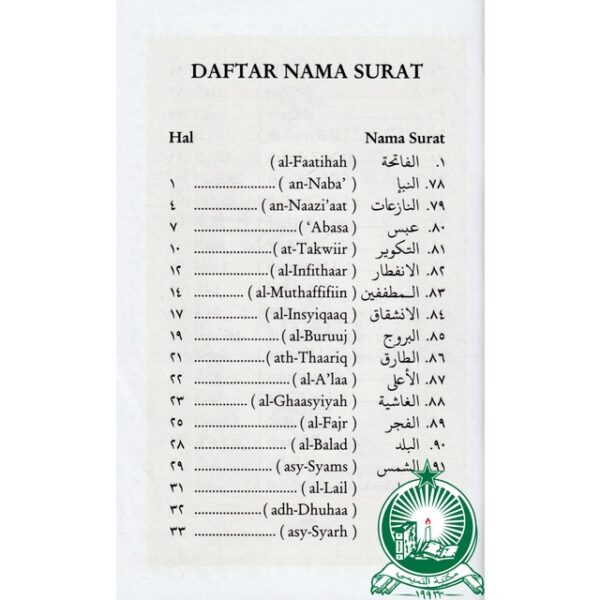 DAFTAR NAMA SURAT
Hal Nama Surat
( al-Faatihah ) الفاتحة .١
١ ........................ ( an-Naba' ) النبإ .٧٨
٤ .................. ( an-Naazi'aat ) النازعات .٧٩
٧ ............................ ( 'Abasa ) عبس .٨٠
١٠ ..................... ( at-Takwiir ) التكوير .٨١
١٢ .................... ( al-Infithaar ) الانفطار .٨٢
١٤ ............. ( al-Muthaffifiin ) المطففين .٨٣
١٧ ................. ( al-Insyiqaaq ) الانشقاق .٨٤
١٩ ....................... ( al-Buruuj ) البروج .٨٥
٢١ .................... ( ath-Thaariq ) الطارق .٨٦
٢٢ ......................... ( al-A'laa ) الأعلى .٨٧
٢٣ ............... ( al-Ghaasyiyah ) الغاشية .٨٨
٢٥ .......................... ( al-Fajr ) الفجر .٨٩
٢٨ ........................ ( al-Balad ) البلد .٩٠
٢٩ ...................... ( asy-Syams ) الشمس .٩١
٣١ ........................... ( al-Lail )
٣٢ ................... ( adh-Dhuhaa )
٣٣ ...................... ( asy-Syarh )
مكتبة